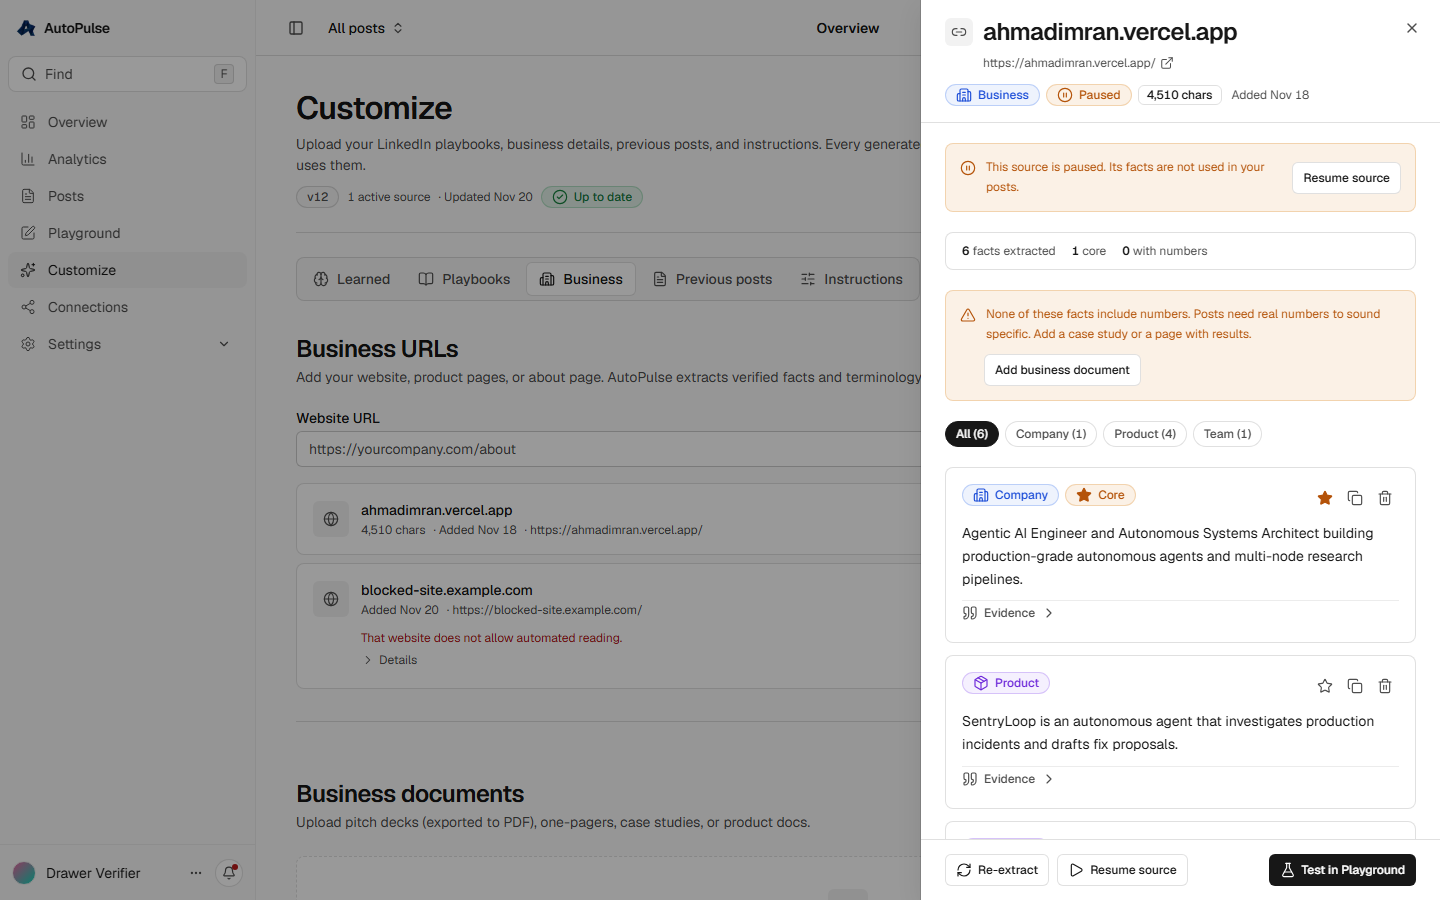 AutoPulse
Find
F
Overview
Analytics
Posts
Playground
Customize
Connections
Settings
Drawer Verifier
All posts
Overview
Customize
Upload your LinkedIn playbooks, business details, previous posts, and instructions. Every generate
uses them.
v12
1 active source · Updated Nov 20
Up to date
Learned
Playbooks
Business
Previous posts
Instructions
Business URLs
Add your website, product pages, or about page. AutoPulse extracts verified facts and terminology
Website URL
https://yourcompany.com/about
ahmadimran.vercel.app
4,510 chars · Added Nov 18 · https://ahmadimran.vercel.app/
blocked-site.example.com
Added Nov 20 · https://blocked-site.example.com/
That website does not allow automated reading.
Details
Business documents
Upload pitch decks (exported to PDF), one-pagers, case studies, or product docs.
ahmadimran.vercel.app
https://ahmadimran.vercel.app/
Business
Paused
4,510 chars
Added Nov 18
This source is paused. Its facts are not used in your
posts.
Resume source
6 facts extracted
1 core
0 with numbers
None of these facts include numbers. Posts need real numbers to sound
specific. Add a case study or a page with results.
Add business document
All (6)
Company (1)
Product (4)
Team (1)
Company
Core
Agentic AI Engineer and Autonomous Systems Architect building
production-grade autonomous agents and multi-node research
pipelines.
Evidence
Product
SentryLoop is an autonomous agent that investigates production
incidents and drafts fix proposals.
Evidence
Re-extract
Resume source
Test in Playground